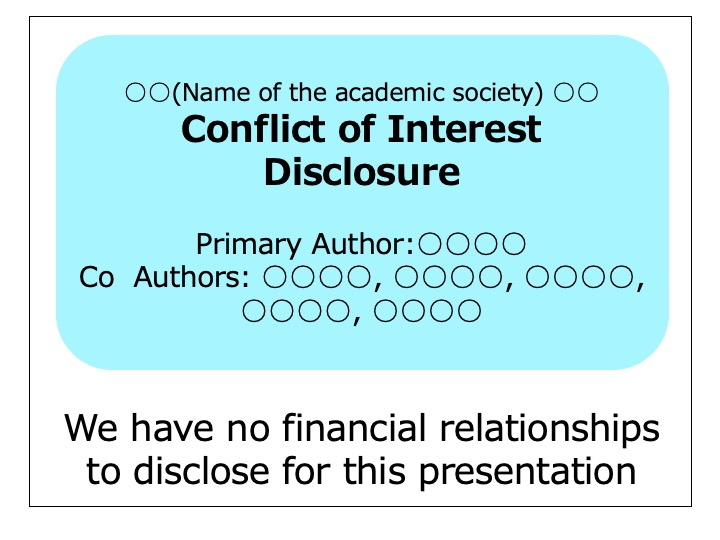 ○○(Name of the academic society) ○○
Conflict of Interest
Disclosure
Primary Author:○○○○
Co  Authors: ○○○○, ○○○○, ○○○○,
○○○○, ○○○○
We have no financial relationships
to disclose for this presentation